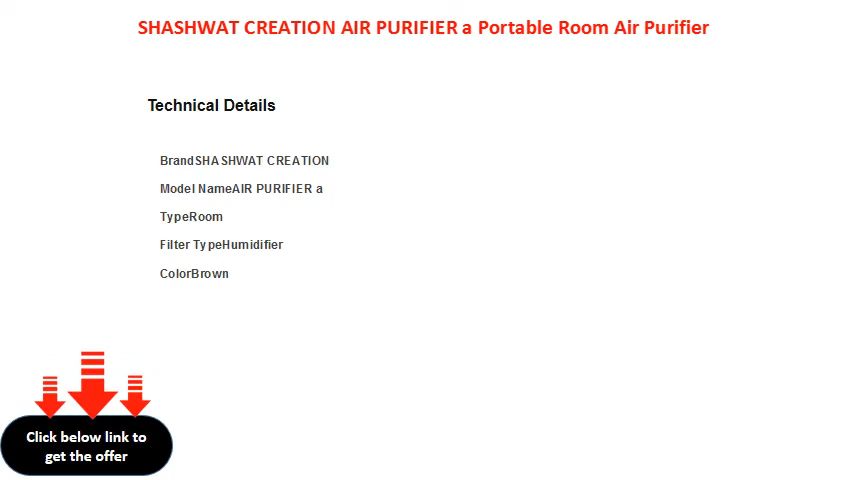 SHASHWAT CREATION AIR PURIFIER a Portable Room Air Purifier
Technical Details
BrandSHASHWAT CREATION
Model NameAIR PURIFIER a
TypeRoom
Filter TypeHumidifier
ColorBrown
Click below link to
get the offer